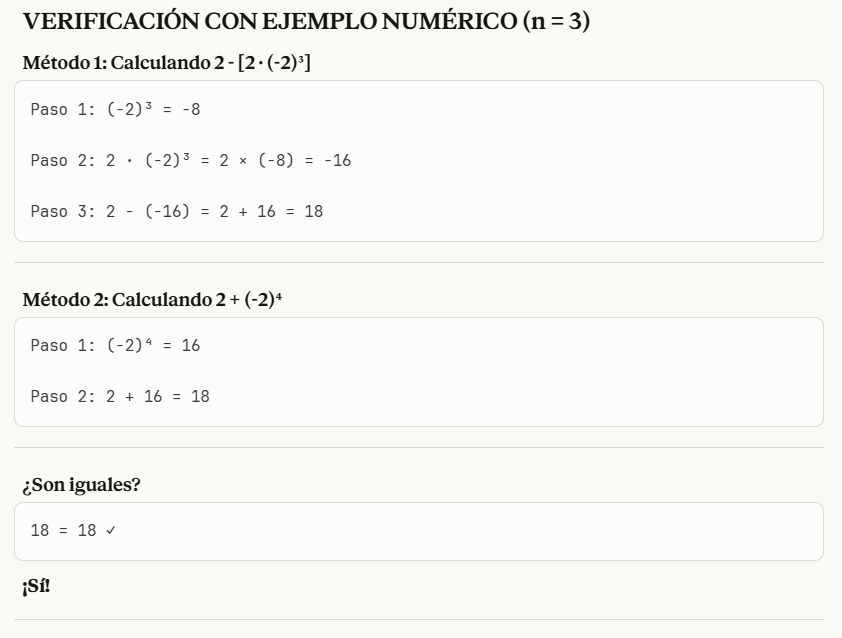 VERIFICACIÓN CON EJEMPLO NUMÉRICO (n = 3)
Método 1: Calculando 2 - [2 · (-2)³]
Paso 1: (-2)³ = -8
Paso 2: 2 · (-2)³ = 2 × (-8) = -16
Paso 3: 2 - (-16) = 2 + 16 = 18
Método 2: Calculando 2 + (-2)⁴
Paso 1: (-2)⁴ = 16
Paso 2: 2 + 16 = 18
¿Son iguales?
18 = 18 ✓
¡Sí!